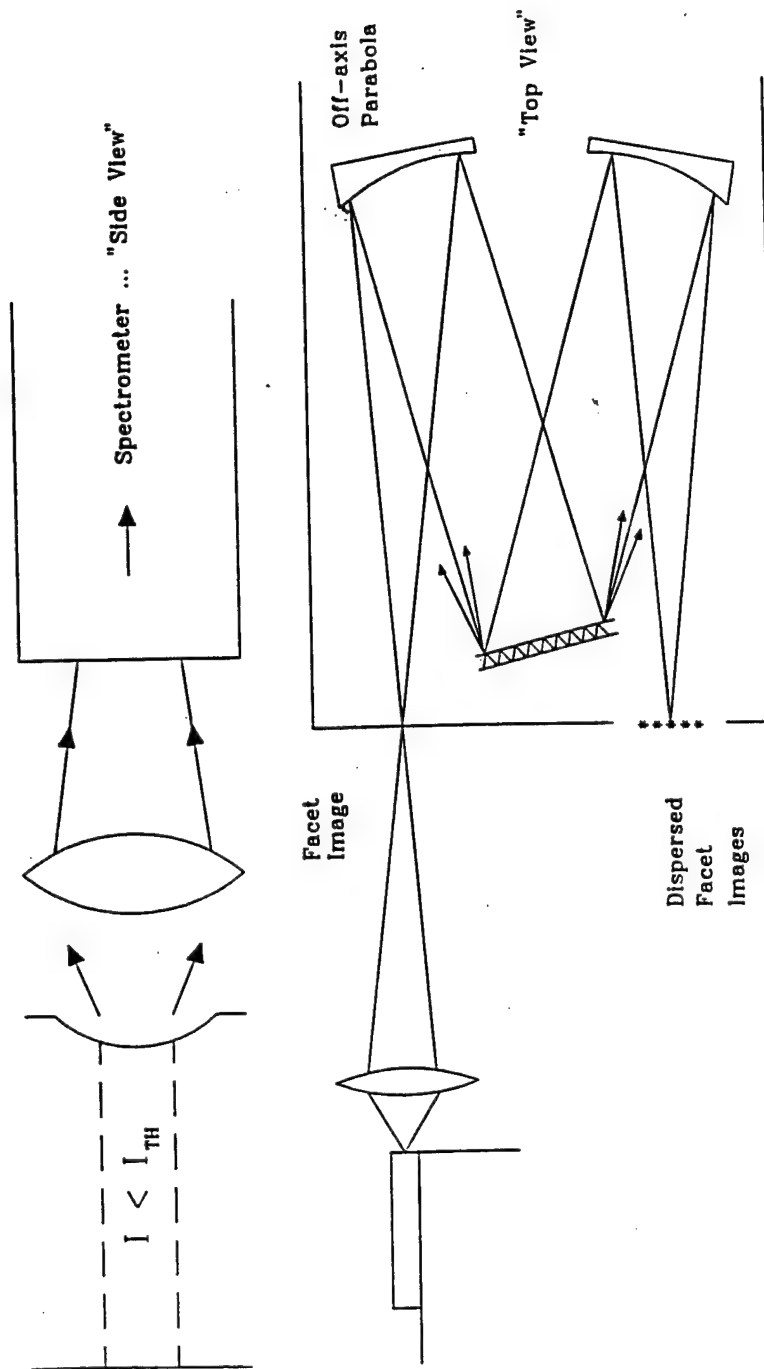 I < I_TH
Spectrometer ... "Side View"
Facet
Image
Off-axis
Parabola
"Top View"
Dispersed
Facet
Images